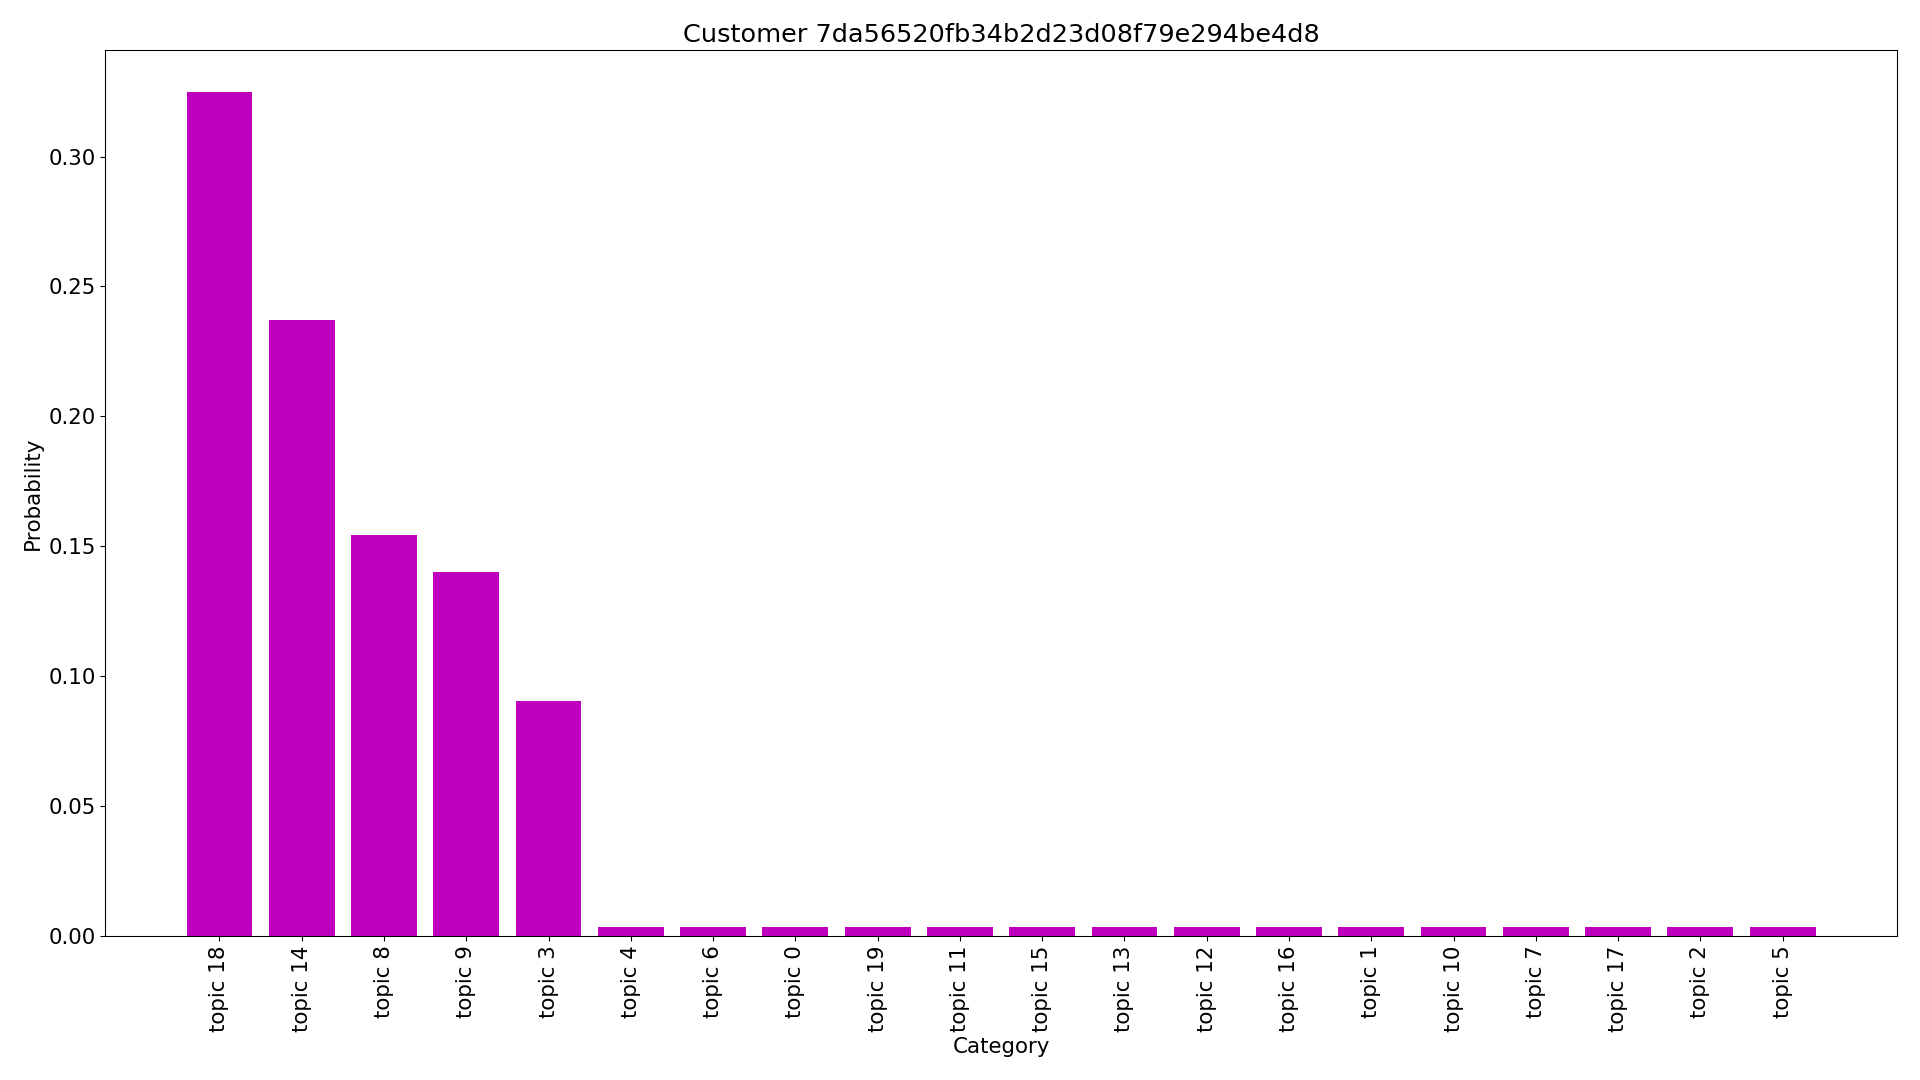 Customer 7da56520fb34b2d23d08f79e294be4d8
Probability
0.30
0.25
0.20
0.15
0.10
0.05
0.00
topic 18
topic 14
topic 8
topic 9
topic 3
topic 4
topic 6
topic 0
topic 19
topic 11
topic 15
topic 13
topic 12
topic 16
topic 1
topic 10
topic 7
topic 17
topic 2
topic 5
Category